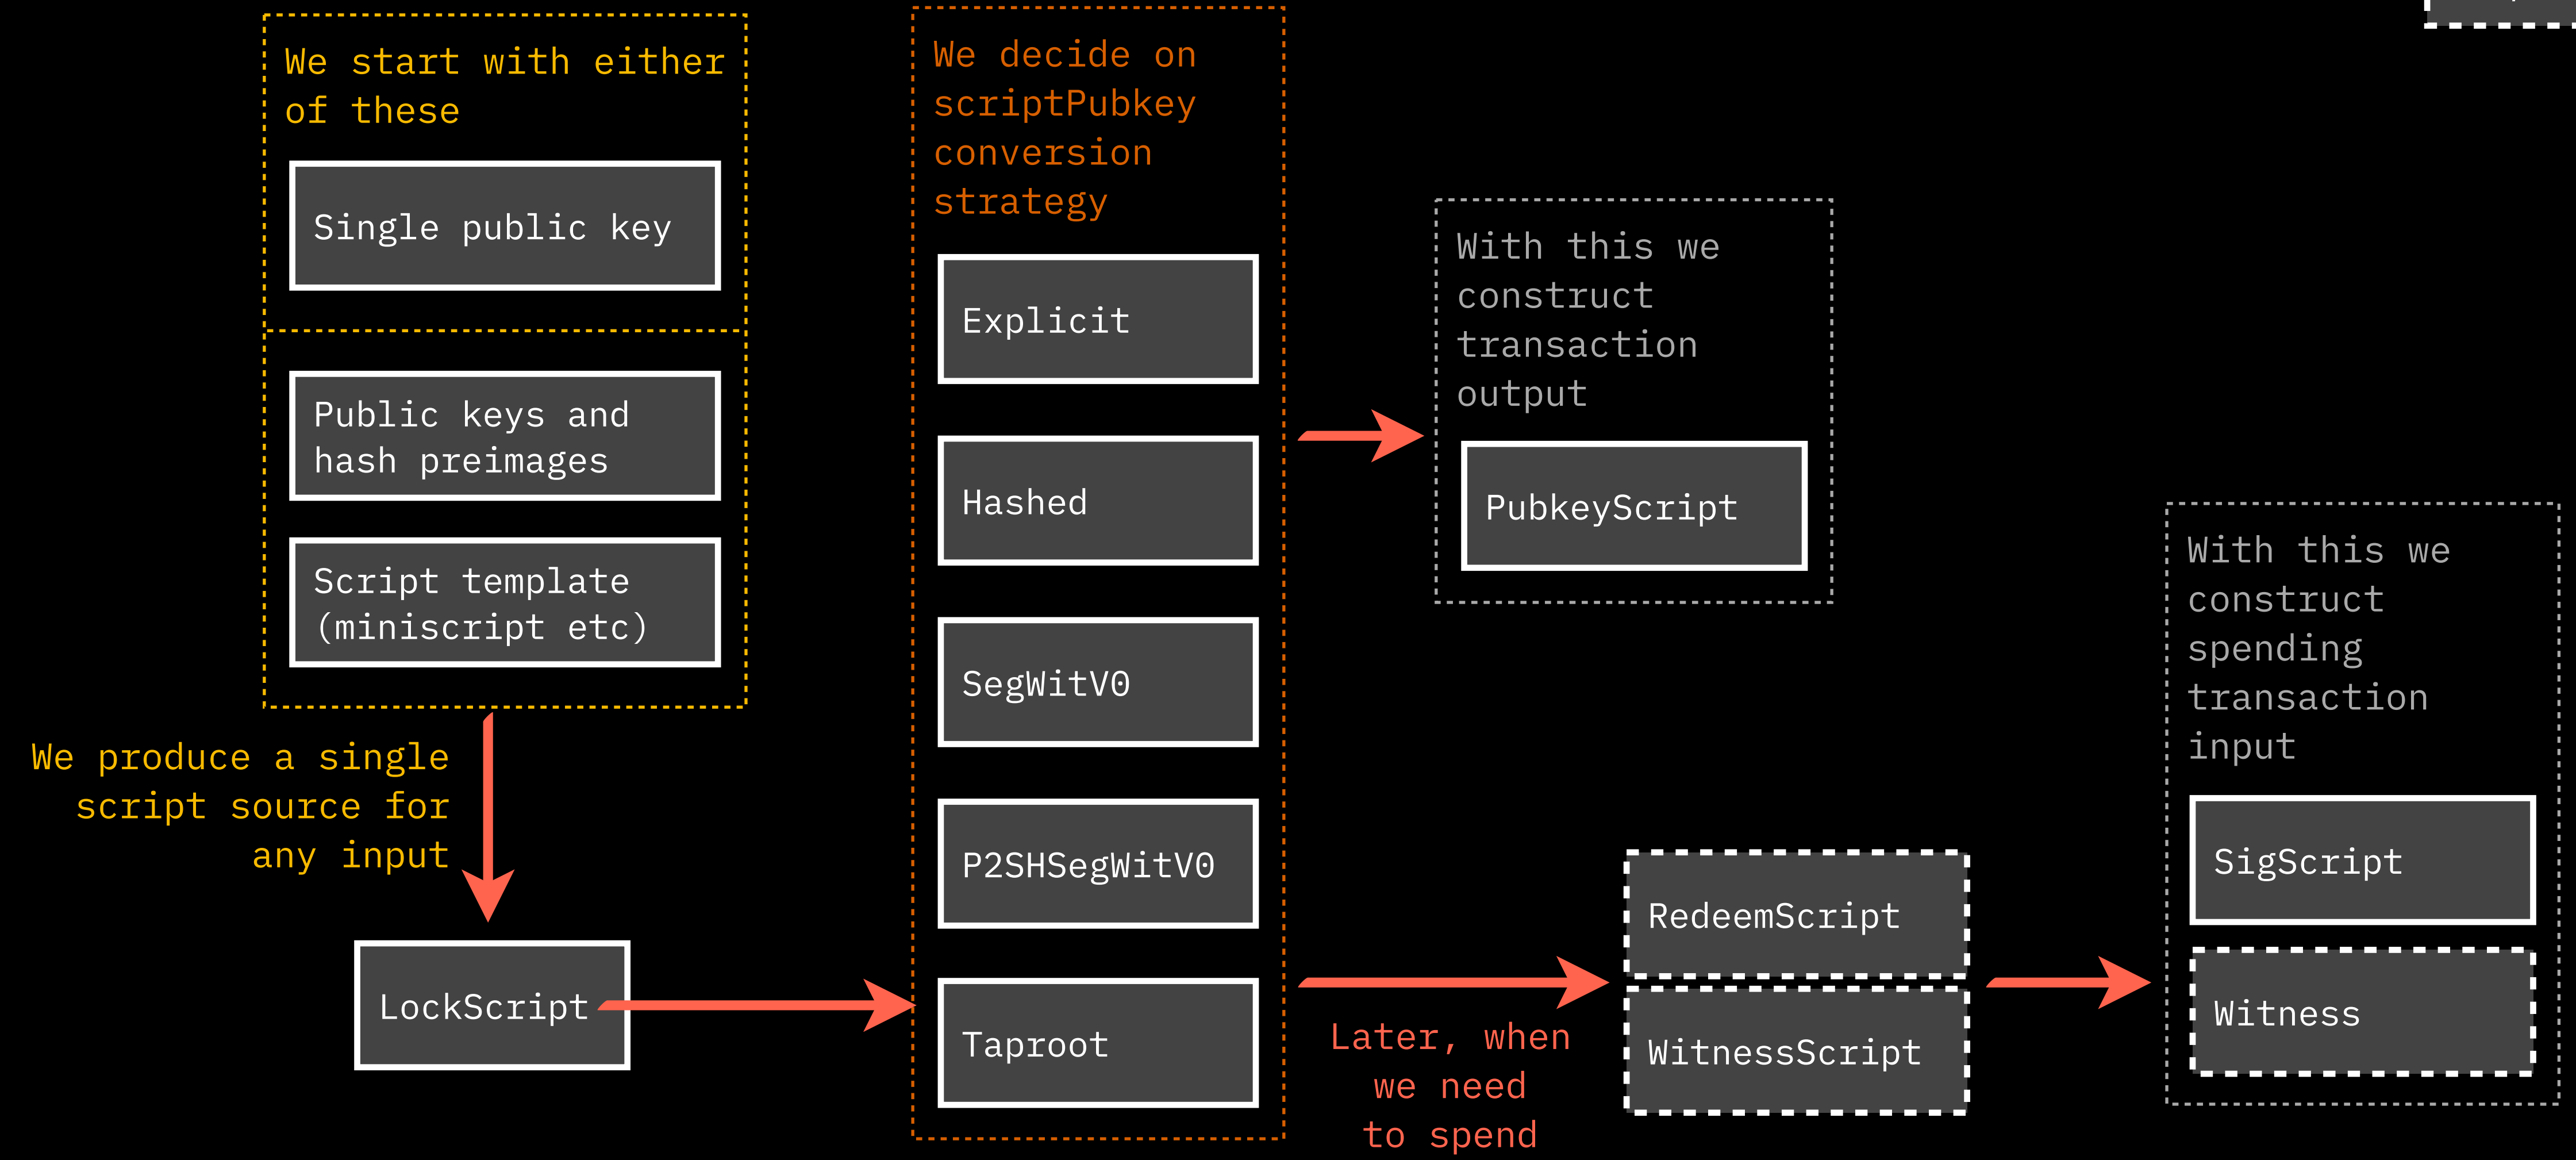 We start with either
of these
Single public key
Public keys and
hash preimages
Script template
(miniscript etc)
We produce a single
script source for
any input
LockScript
We decide on
scriptPubkey
conversion
strategy
Explicit
Hashed
SegWitV0
P2SHSegWitV0
Taproot
With this we
construct
transaction
output
PubkeyScript
Later, when
we need
to spend
RedeemScript
WitnessScript
With this we
construct
spending
transaction
input
SigScript
Witness